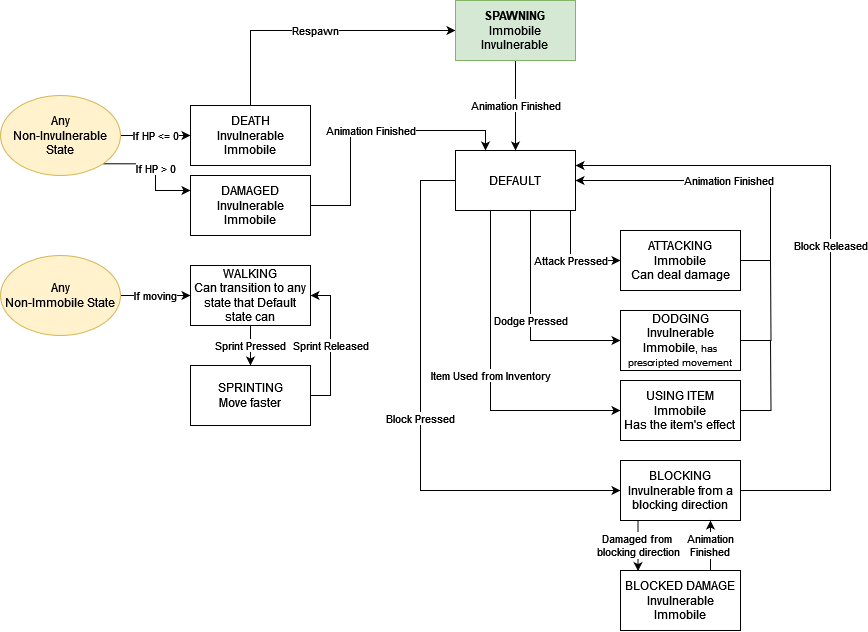 SPAWNING
Immobile
Invulnerable
Respawn
Any
Non-Invulnerable
State
If HP <= 0
If HP > 0
DEATH
Invulnerable
Immobile
DAMAGED
Invulnerable
Immobile
Animation Finished
Animation Finished
DEFAULT
Animation Finished
Block Released
Any
Non-Immobile State
If moving
WALKING
Can transition to any
state that Default
state can
Sprint Pressed
Sprint Released
SPRINTING
Move faster
Attack Pressed
ATTACKING
Immobile
Can deal damage
Dodge Pressed
DODGING
Invulnerable
Immobile, has
prescripted movement
Item Used from Inventory
USING ITEM
Immobile
Has the item's effect
Block Pressed
BLOCKING
Invulnerable from a
blocking direction
Damaged from
blocking direction
Animation
Finished
BLOCKED DAMAGE
Invulnerable
Immobile